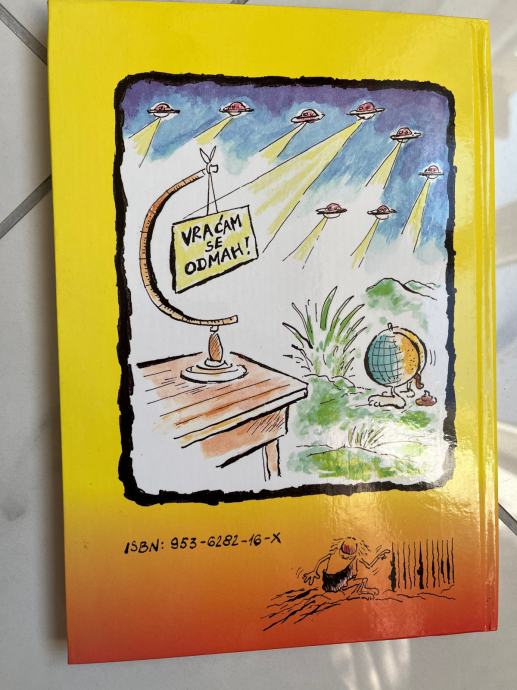 VRAĆAM
SE
ODMAH!
ISBN: 953-6282-16-X